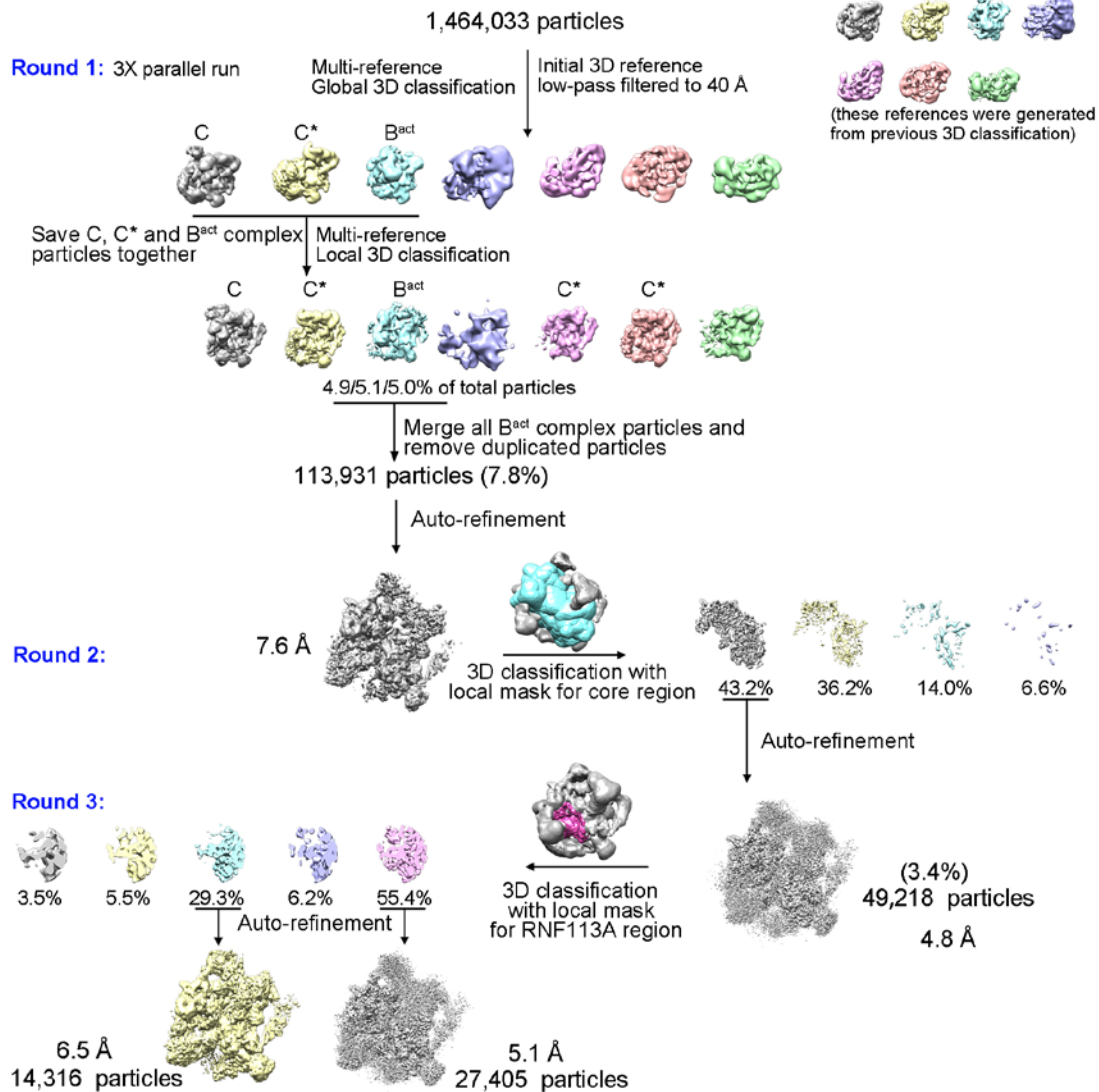 1,464,033 particles
Round 1: 3X parallel run
Multi-reference
Global 3D classification
Initial 3D reference
low-pass filtered to 40 Å
(these references were generated
from previous 3D classification)
C C* Bact
Save C, C* and Bact complex
particles together
Multi-reference
Local 3D classification
C C* Bact C* C*
4.9/5.1/5.0% of total particles
Merge all Bact complex particles and
remove duplicated particles
113,931 particles (7.8%)
Auto-refinement
Round 2:
7.6 Å
3D classification with
local mask for core region
43.2% 36.2% 14.0% 6.6%
Auto-refinement
(3.4%)
49,218 particles
4.8 Å
Round 3:
3D classification
with local mask
for RNF113A region
3.5% 5.5% 29.3% 6.2% 55.4%
Auto-refinement
6.5 Å
14,316 particles
5.1 Å
27,405 particles